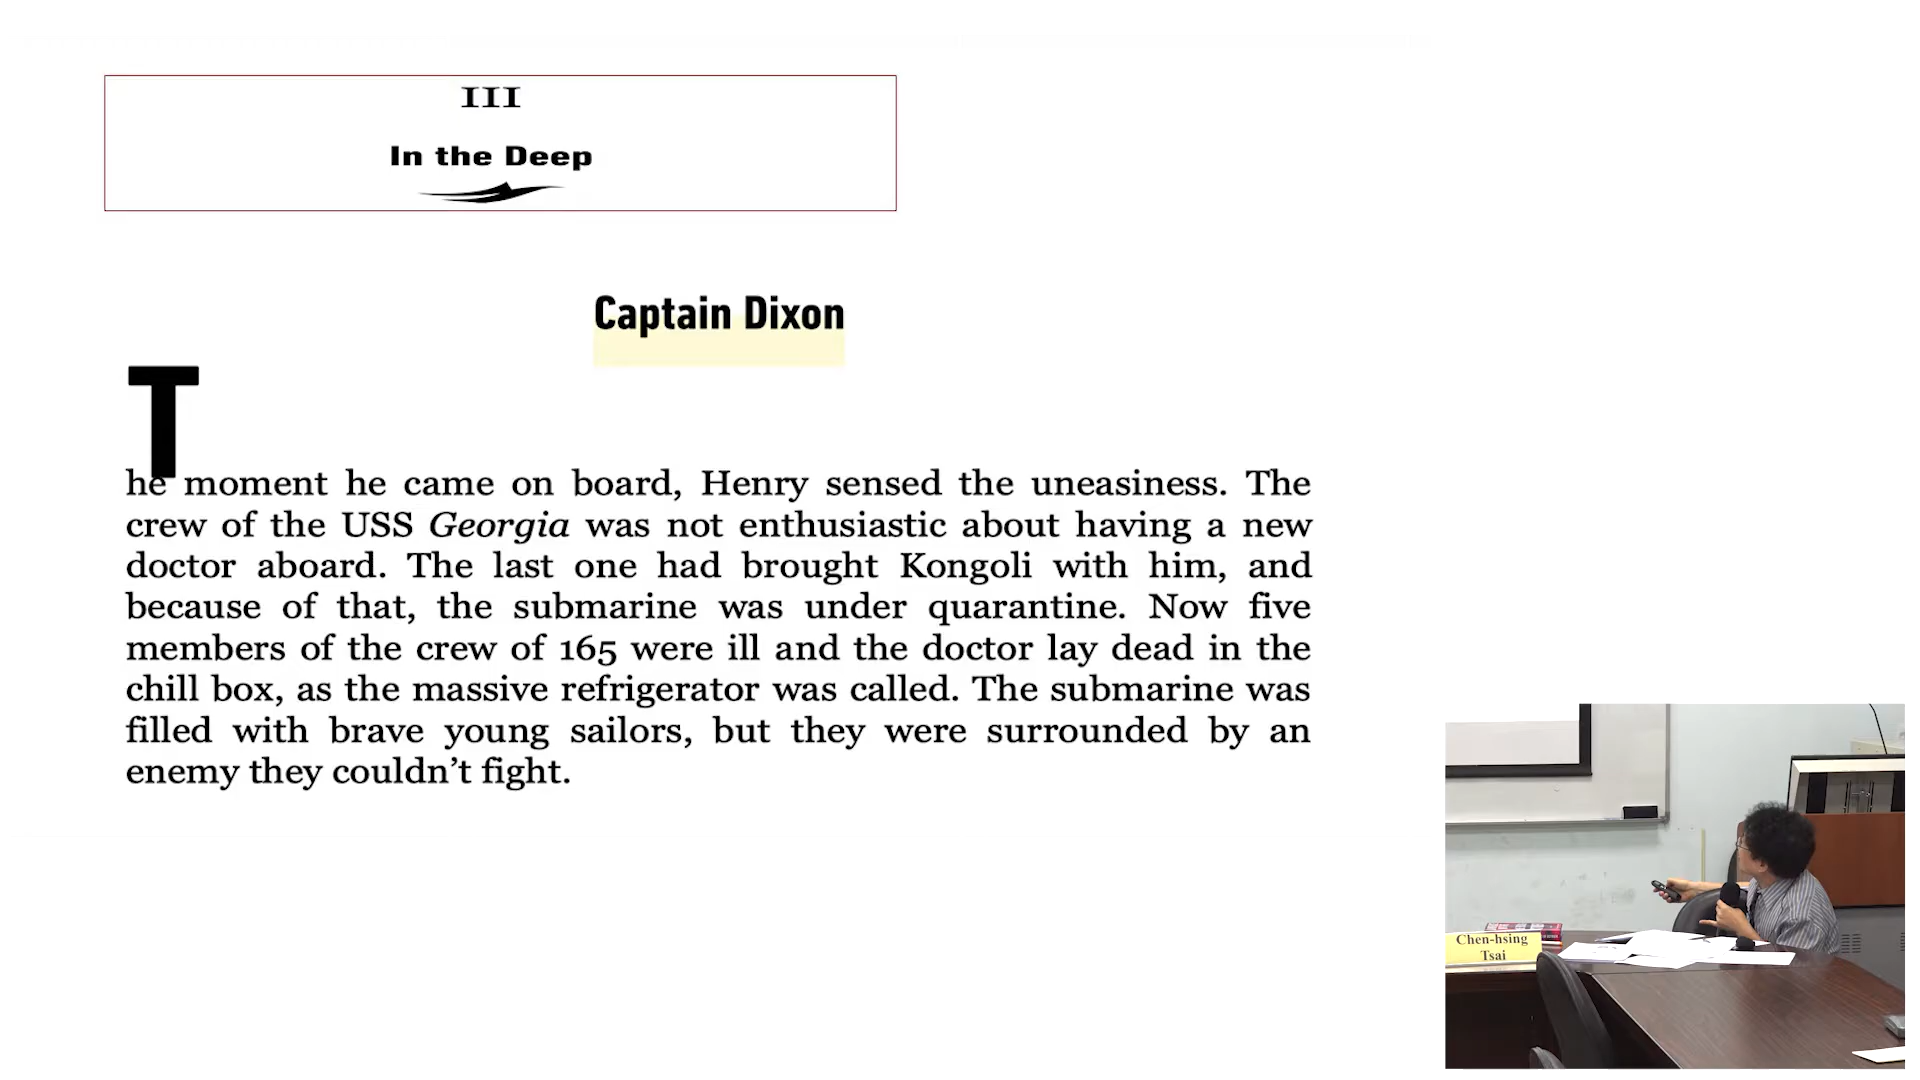 III
In the Deep
Captain Dixon
The moment he came on board, Henry sensed the uneasiness. The
crew of the USS Georgia was not enthusiastic about having a new
doctor aboard. The last one had brought Kongoli with him, and
because of that, the submarine was under quarantine. Now five
members of the crew of 165 were ill and the doctor lay dead in the
chill box, as the massive refrigerator was called. The submarine was
filled with brave young sailors, but they were surrounded by an
enemy they couldn’t fight.
Chen-hsing
Tsai